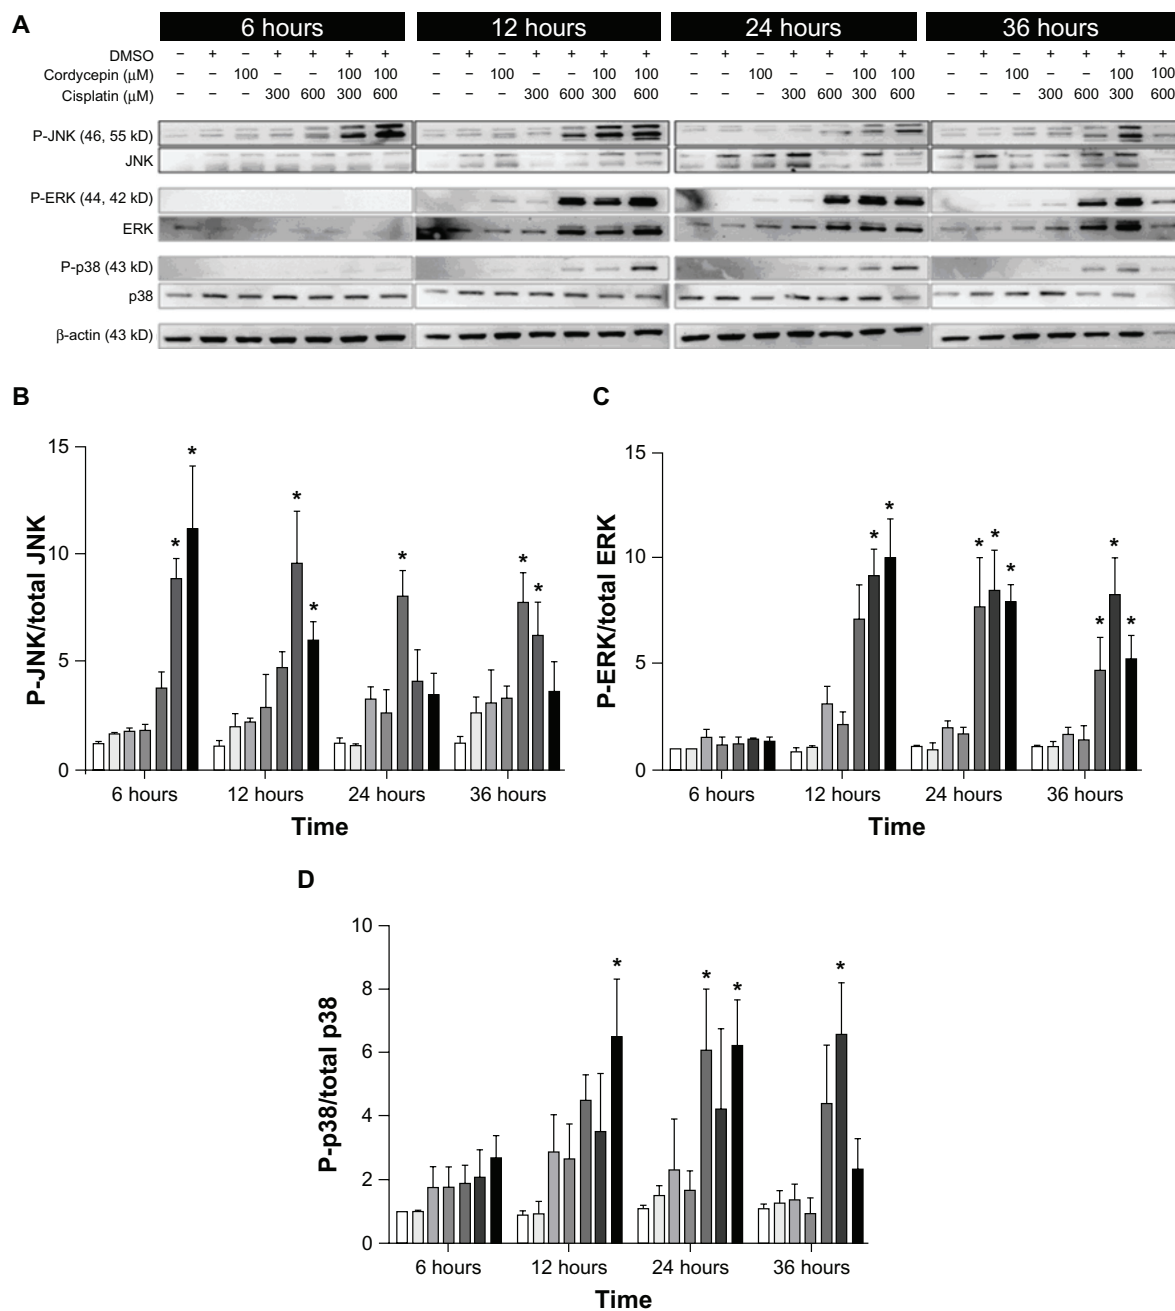 A
6 hours 12 hours 24 hours 36 hours
DMSO – + – + + + + – + – + + + + – + – + + + + – + – + + + +
Cordycepin (μM) – – 100 – – 100 100 – – 100 – – 100 100 – – 100 – – 100 100 – – 100 – – 100 100
Cisplatin (μM) – – – 300 600 300 600 – – – 300 600 300 600 – – – 300 600 300 600 – – – 300 600 300 600
P-JNK (46, 55 kD)
JNK
P-ERK (44, 42 kD)
ERK
P-p38 (43 kD)
p38
β-actin (43 kD)
B
P-JNK/total JNK
15
10
5
0
* * * * * * *
6 hours 12 hours 24 hours 36 hours
Time
C
P-ERK/total ERK
15
10
5
0
* * * * * * * *
6 hours 12 hours 24 hours 36 hours
Time
D
P-p38/total p38
10
8
6
4
2
0
* * * *
6 hours 12 hours 24 hours 36 hours
Time